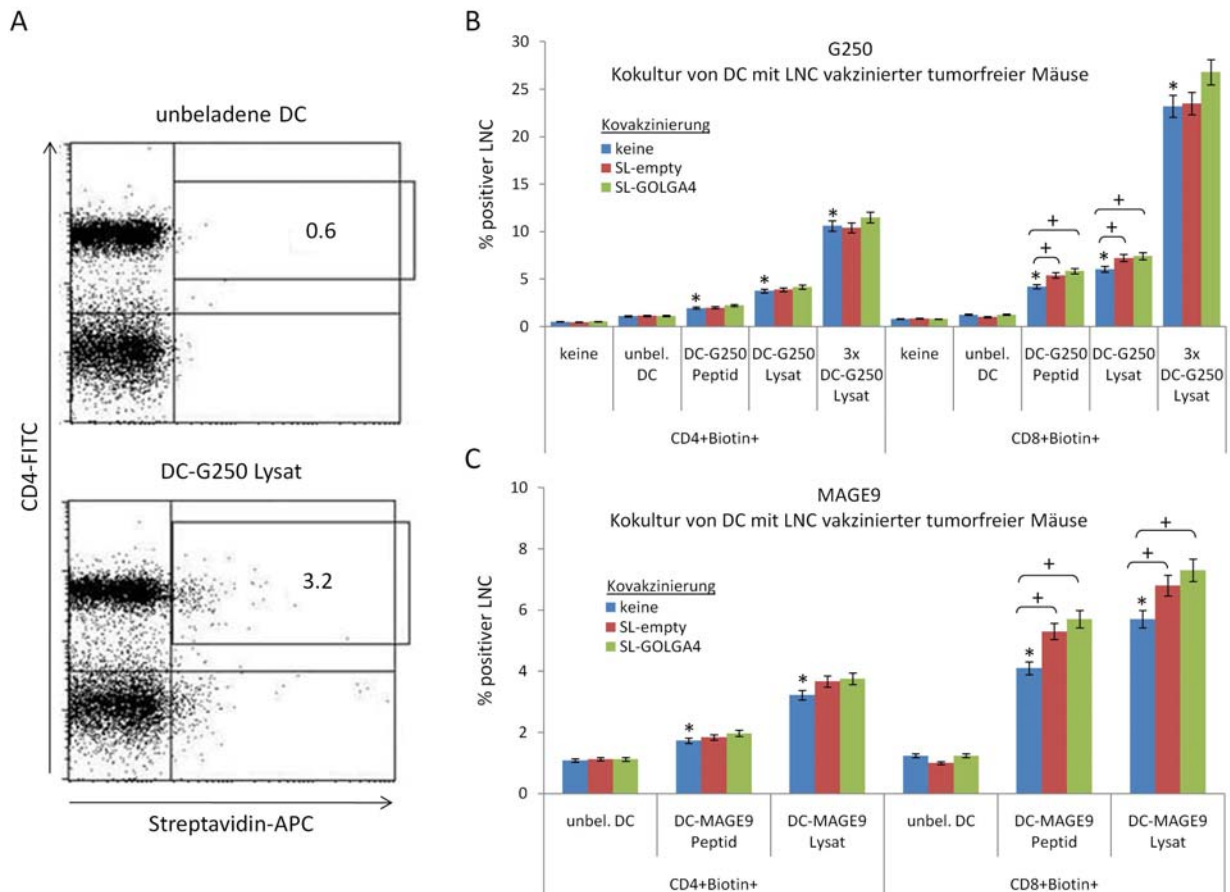 A
unbeladene DC
0.6
DC-G250 Lysat
3.2
CD4-FITC
Streptavidin-APC
B
G250
Kokultur von DC mit LNC vakzinierter tumorfreier Mäuse
Kovakzinierung
keine
SL-empty
SL-GOLGA4
% positiver LNC
30
25
20
15
10
5
0
* * * * * *
+ + + +
keine unbel. DC-G250 DC-G250 3x keine unbel. DC-G250 DC-G250 3x
DC Peptid Lysat DC-G250 DC Peptid Lysat DC-G250
Lysat Lysat
CD4+Biotin+ CD8+Biotin+
C
MAGE9
Kokultur von DC mit LNC vakzinierter tumorfreier Mäuse
Kovakzinierung
keine
SL-empty
SL-GOLGA4
% positiver LNC
10
8
6
4
2
0
* * * *
+ + + +
unbel. DC DC-MAGE9 DC-MAGE9 unbel. DC DC-MAGE9 DC-MAGE9
Peptid Lysat Peptid Lysat
CD4+Biotin+ CD8+Biotin+